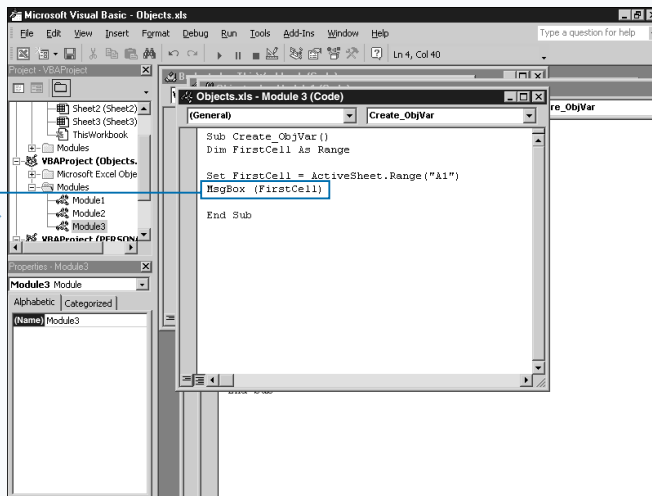 Microsoft Visual Basic - Objects.xls
File Edit View Insert Format Debug Run Tools Add-Ins Window Help
Type a question for help
Ln 4, Col 40
Project - VBAProject
Sheet2 (Sheet2)
Sheet3 (Sheet3)
ThisWorkbook
Modules
VBAProject (Objects.
Microsoft Excel Obje
Modules
Module1
Module2
Module3
VBAProject (PERSON
Properties - Module3
Module3 Module
Alphabetic Categorized
(Name) Module3
Objects.xls - Module 3 (Code)
(General) Create_ObjVar
re_ObjVar
Sub Create_ObjVar()
Dim FirstCell As Range
Set FirstCell = ActiveSheet.Range("A1")
MsgBox (FirstCell)
End Sub